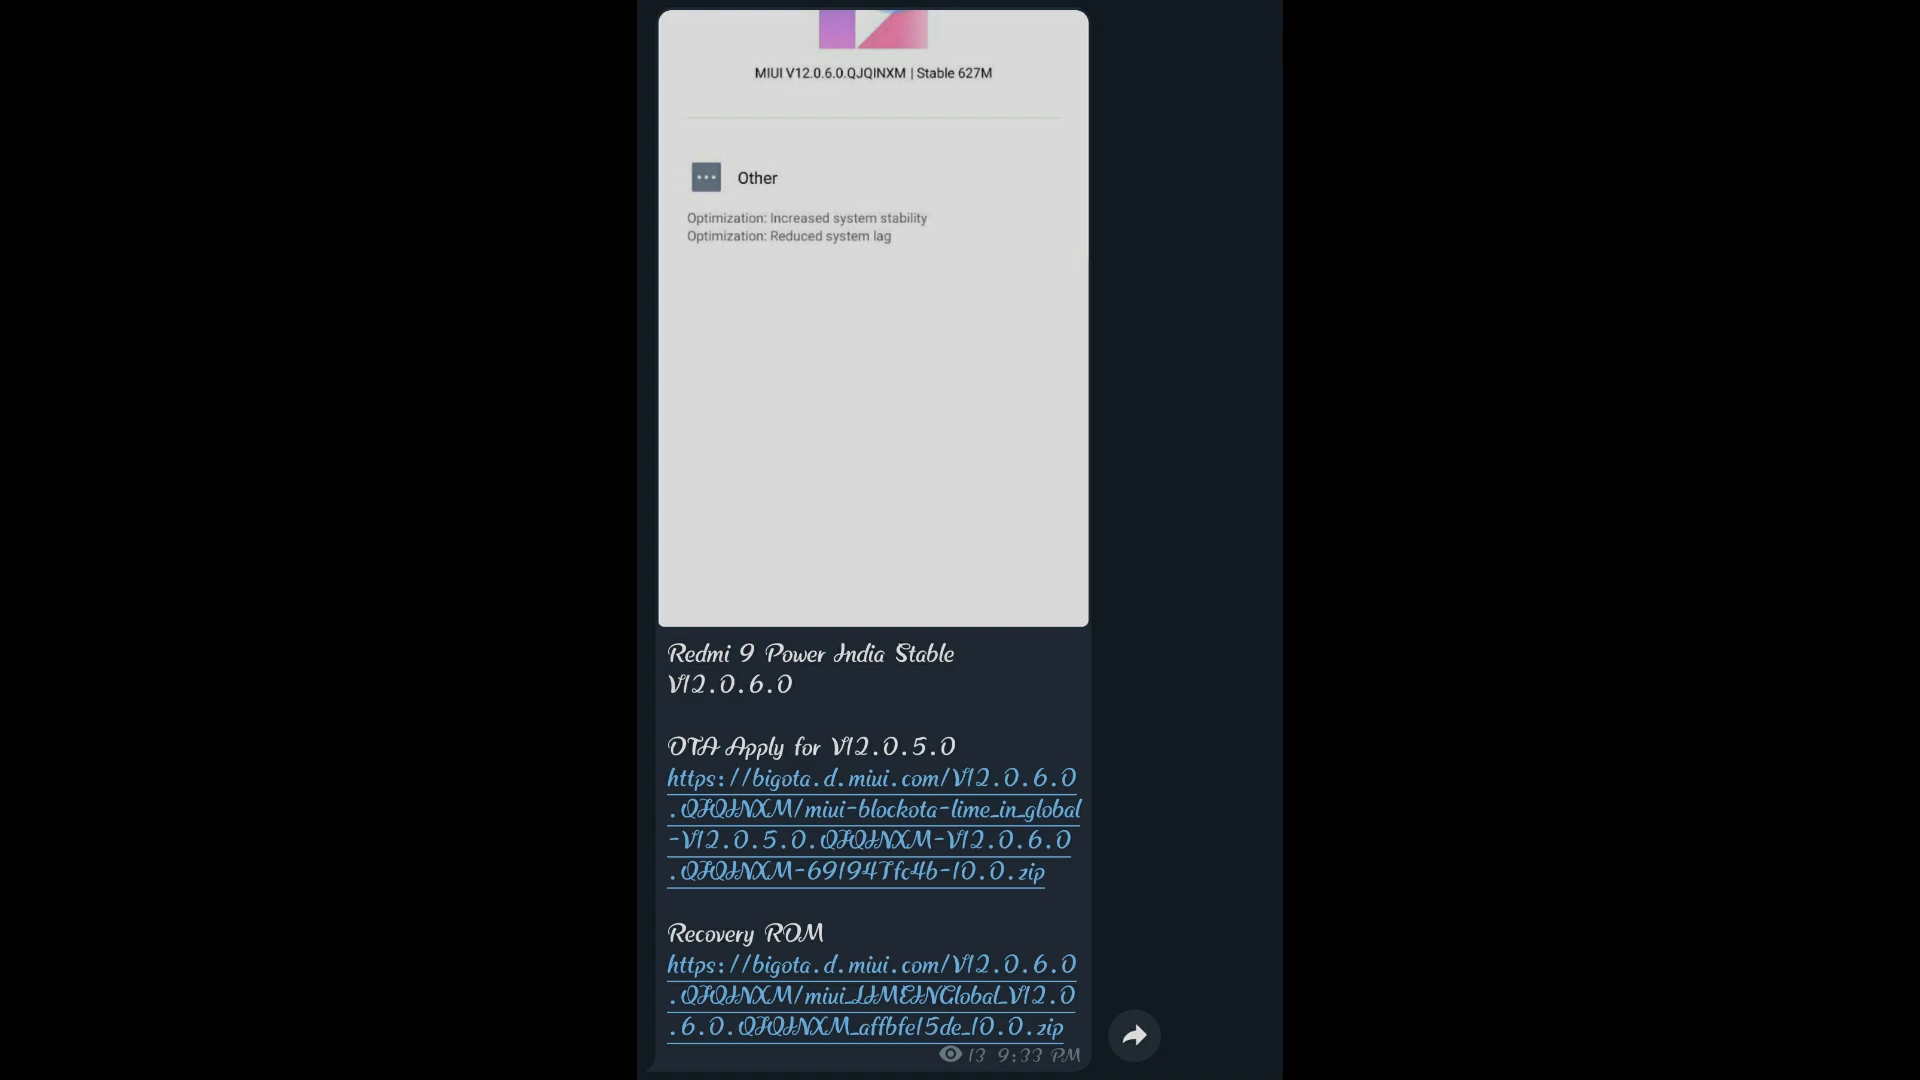 MIUI V12.0.6.0.QJQINXM | Stable 627M
Other
Optimization: Increased system stability
Optimization: Reduced system lag
Redmi 9 Power India Stable
V12.0.6.0
OTA Apply for V12.0.5.0
https://bigota.d.miui.com/V12.0.6.0
.QJQINXM/miui-blockota-lime_in_global
-V12.0.5.0.QJQINXM-V12.0.6.0
.QJQINXM-691947fc4b-10.0.zip
Recovery ROM
https://bigota.d.miui.com/V12.0.6.0
.QJQINXM/miui_LIMEINGlobal_V12.0
.6.0.QJQINXM_affbfe15de_10.0.zip
13 9:33 PM